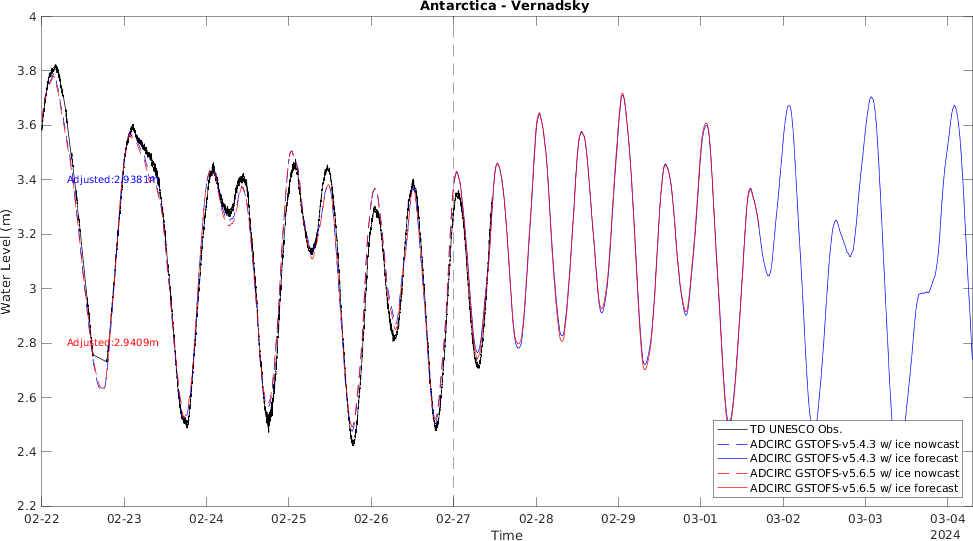 Antarctica - Vernadsky
4
3.8
3.6
3.4
3.2
3
2.8
2.6
2.4
2.2
Water Level (m)
Adjusted:2.9381m
Adjusted:2.9409m
TD UNESCO Obs.
ADCIRC GSTOFS-v5.4.3 w/ ice nowcast
ADCIRC GSTOFS-v5.4.3 w/ ice forecast
ADCIRC GSTOFS-v5.6.5 w/ ice nowcast
ADCIRC GSTOFS-v5.6.5 w/ ice forecast
02-22 02-23 02-24 02-25 02-26 02-27 02-28 02-29 03-01 03-02 03-03 03-04
Time 2024